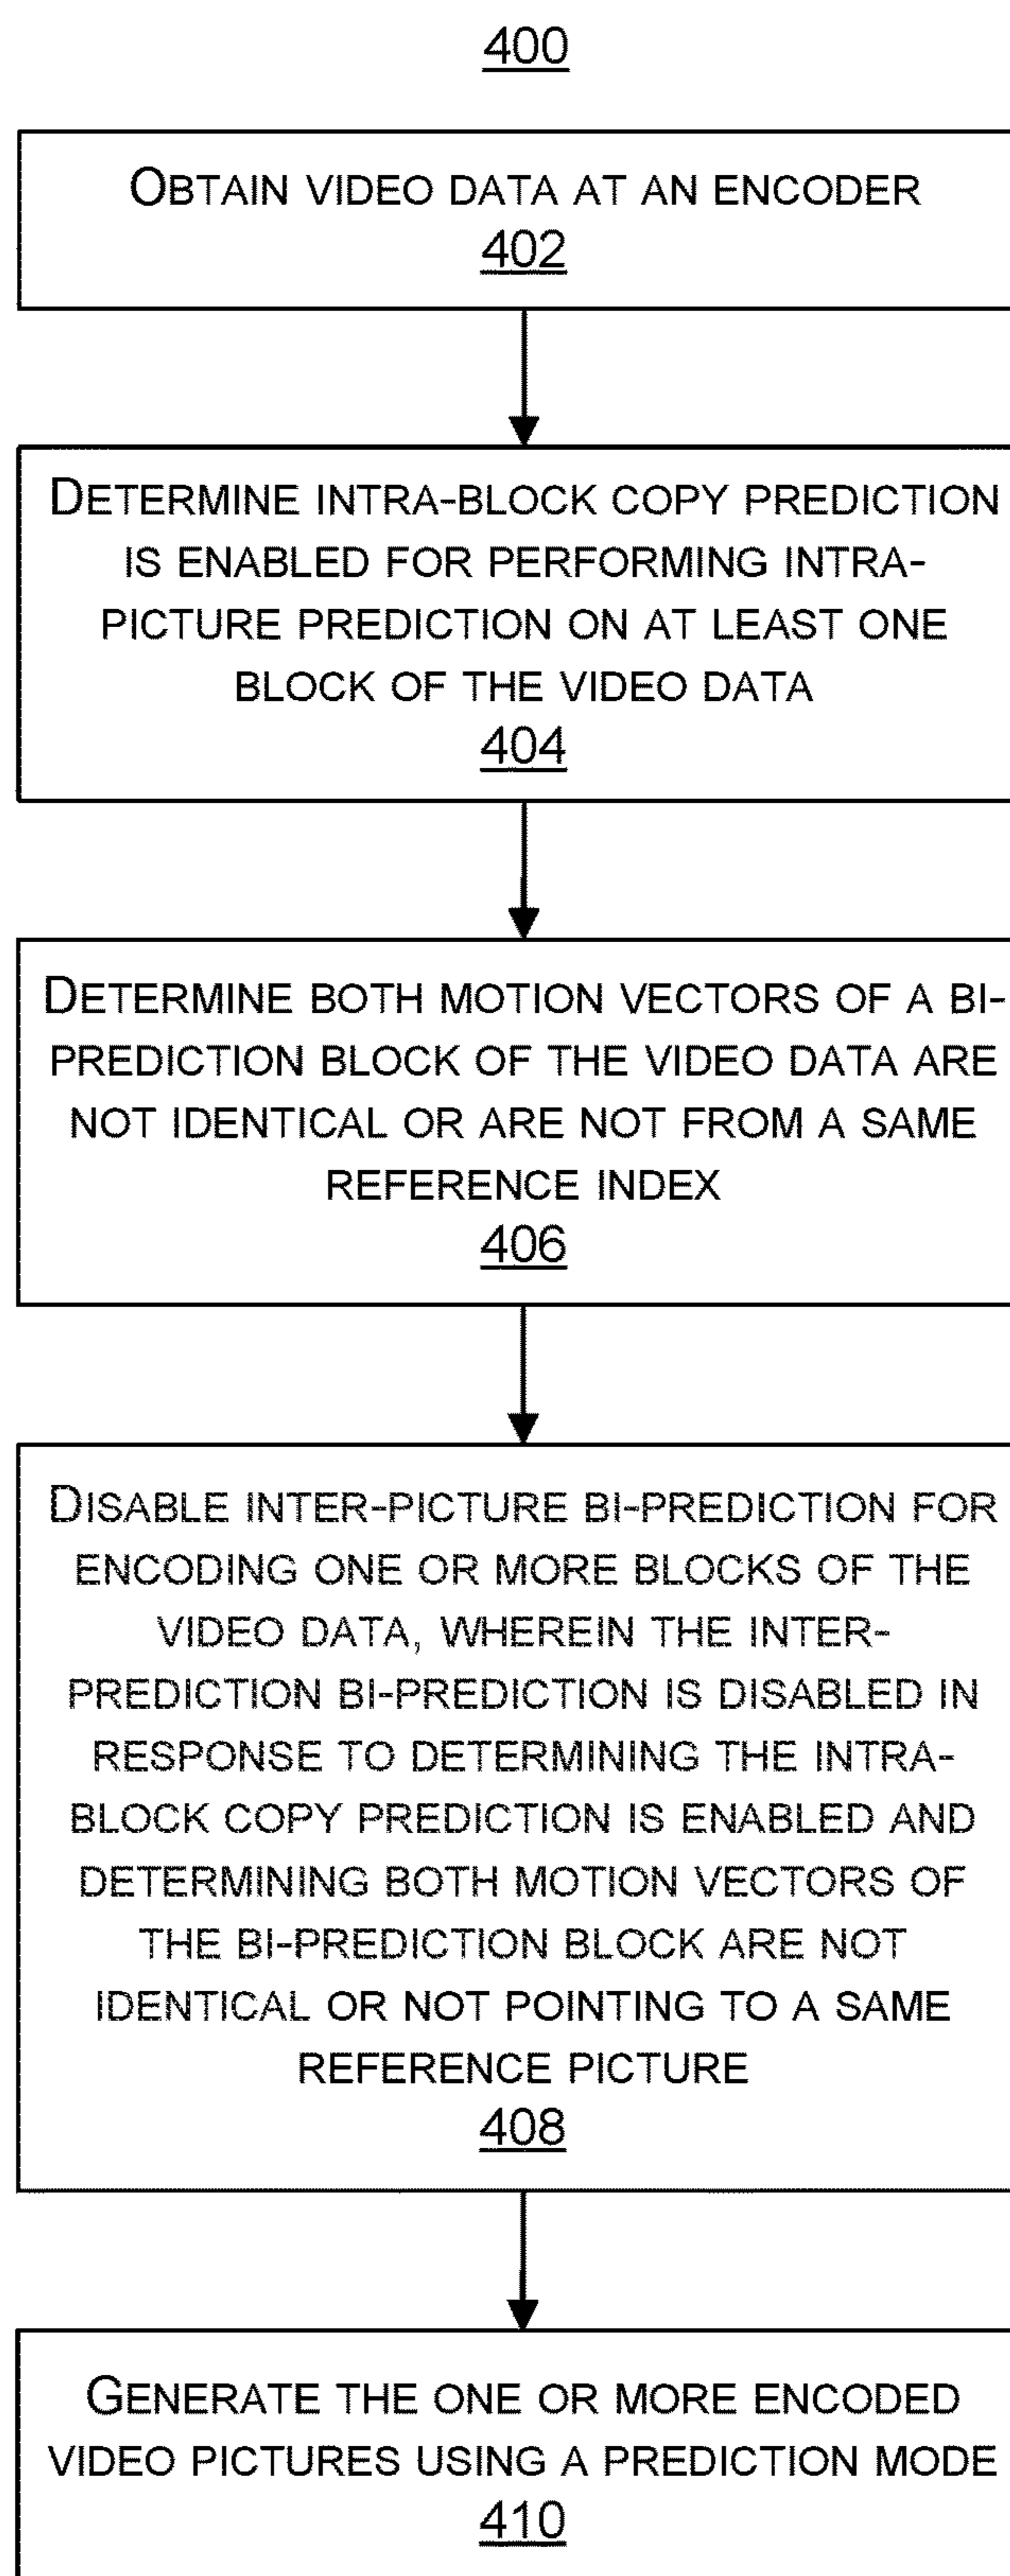 400
OBTAIN VIDEO DATA AT AN ENCODER
402
DETERMINE INTRA-BLOCK COPY PREDICTION
IS ENABLED FOR PERFORMING INTRA-
PICTURE PREDICTION ON AT LEAST ONE
BLOCK OF THE VIDEO DATA
404
DETERMINE BOTH MOTION VECTORS OF A BI-
PREDICTION BLOCK OF THE VIDEO DATA ARE
NOT IDENTICAL OR ARE NOT FROM A SAME
REFERENCE INDEX
406
DISABLE INTER-PICTURE BI-PREDICTION FOR
ENCODING ONE OR MORE BLOCKS OF THE
VIDEO DATA, WHEREIN THE INTER-
PREDICTION BI-PREDICTION IS DISABLED IN
RESPONSE TO DETERMINING THE INTRA-
BLOCK COPY PREDICTION IS ENABLED AND
DETERMINING BOTH MOTION VECTORS OF
THE BI-PREDICTION BLOCK ARE NOT
IDENTICAL OR NOT POINTING TO A SAME
REFERENCE PICTURE
408
GENERATE THE ONE OR MORE ENCODED
VIDEO PICTURES USING A PREDICTION MODE
410